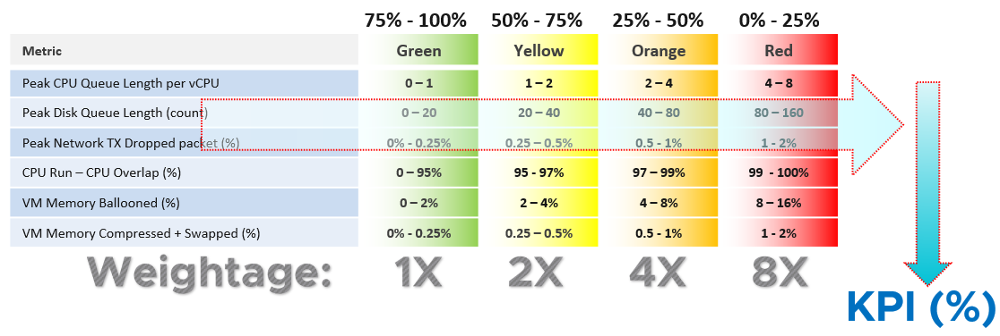 75% - 100% 50% - 75% 25% - 50% 0% - 25%
Metric Green Yellow Orange Red
Peak CPU Queue Length per vCPU 0 – 1 1 – 2 2 – 4 4 – 8
Peak Disk Queue Length (count) 0 – 20 20 – 40 40 – 80 80 – 160
Peak Network TX Dropped packet (%) 0% - 0.25% 0.25 – 0.5% 0.5 - 1% 1 - 2%
CPU Run – CPU Overlap (%) 0 – 95% 95 - 97% 97 – 99% 99 - 100%
VM Memory Ballooned (%) 0 – 2% 2 – 4% 4 – 8% 8 – 16%
VM Memory Compressed + Swapped (%) 0% - 0.25% 0.25 – 0.5% 0.5 - 1% 1 - 2%
Weightage: 1X 2X 4X 8X
KPI (%)